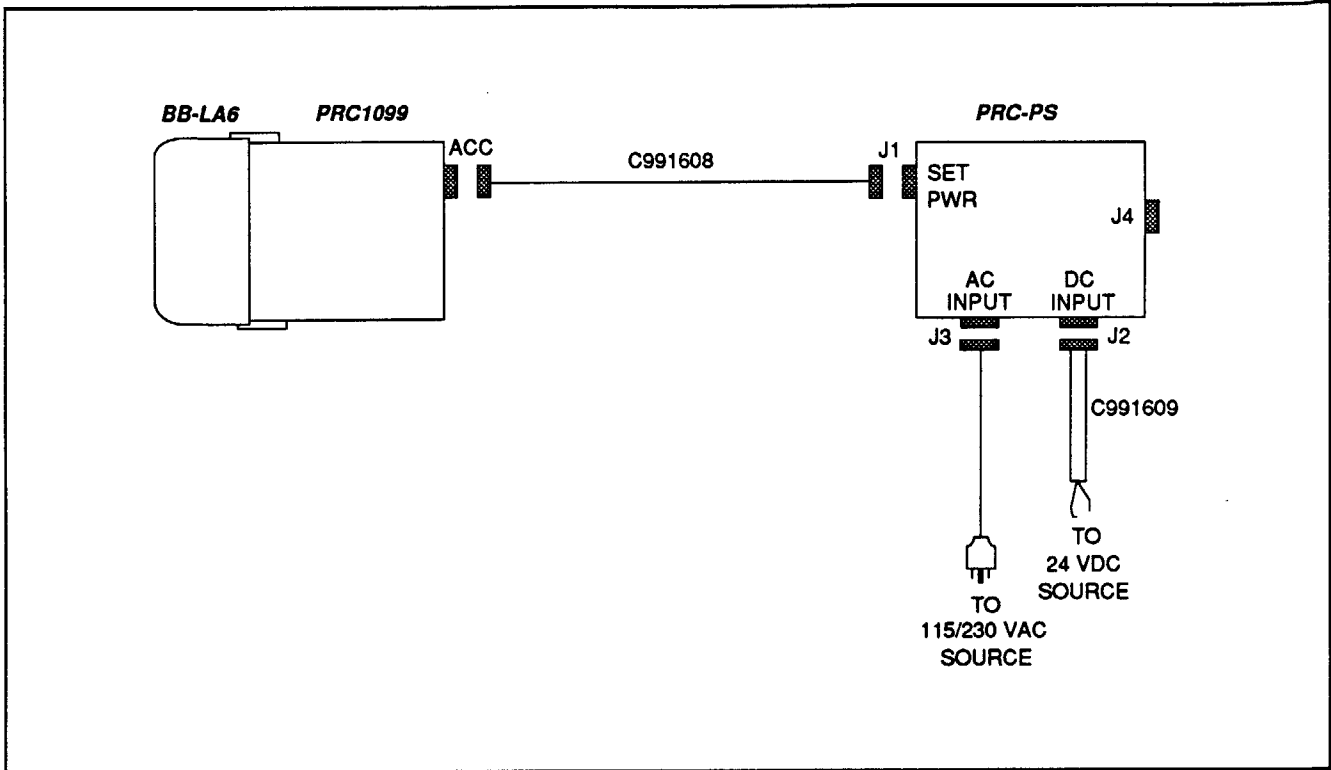 BB-LA6
PRC1099
PRC-PS
ACC
C991608
J1
SET
PWR
J4
AC
INPUT
DC
INPUT
J3
J2
C991609
TO
24 VDC
SOURCE
TO
115/230 VAC
SOURCE